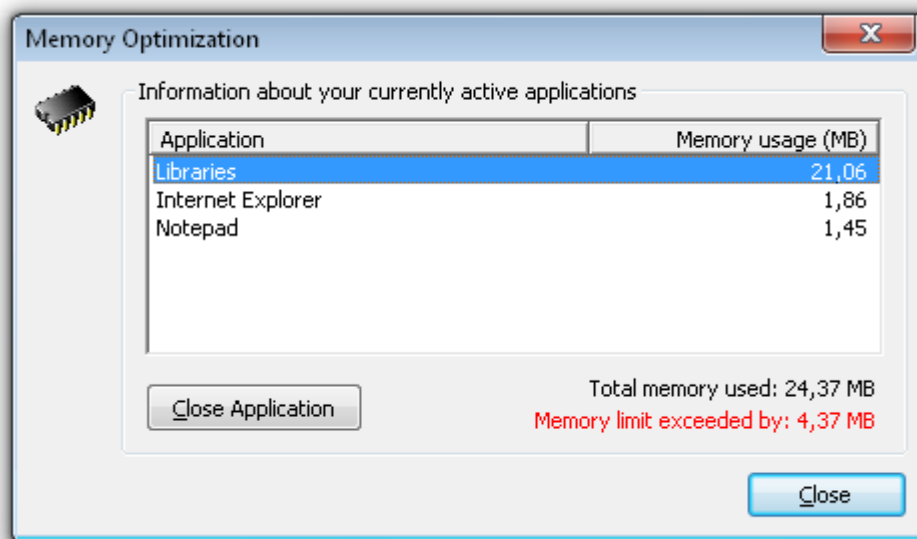 Memory Optimization
Information about your currently active applications
Application Memory usage (MB)
Libraries 21,06
Internet Explorer 1,86
Notepad 1,45
Total memory used: 24,37 MB
Close Application
Memory limit exceeded by: 4,37 MB
Close